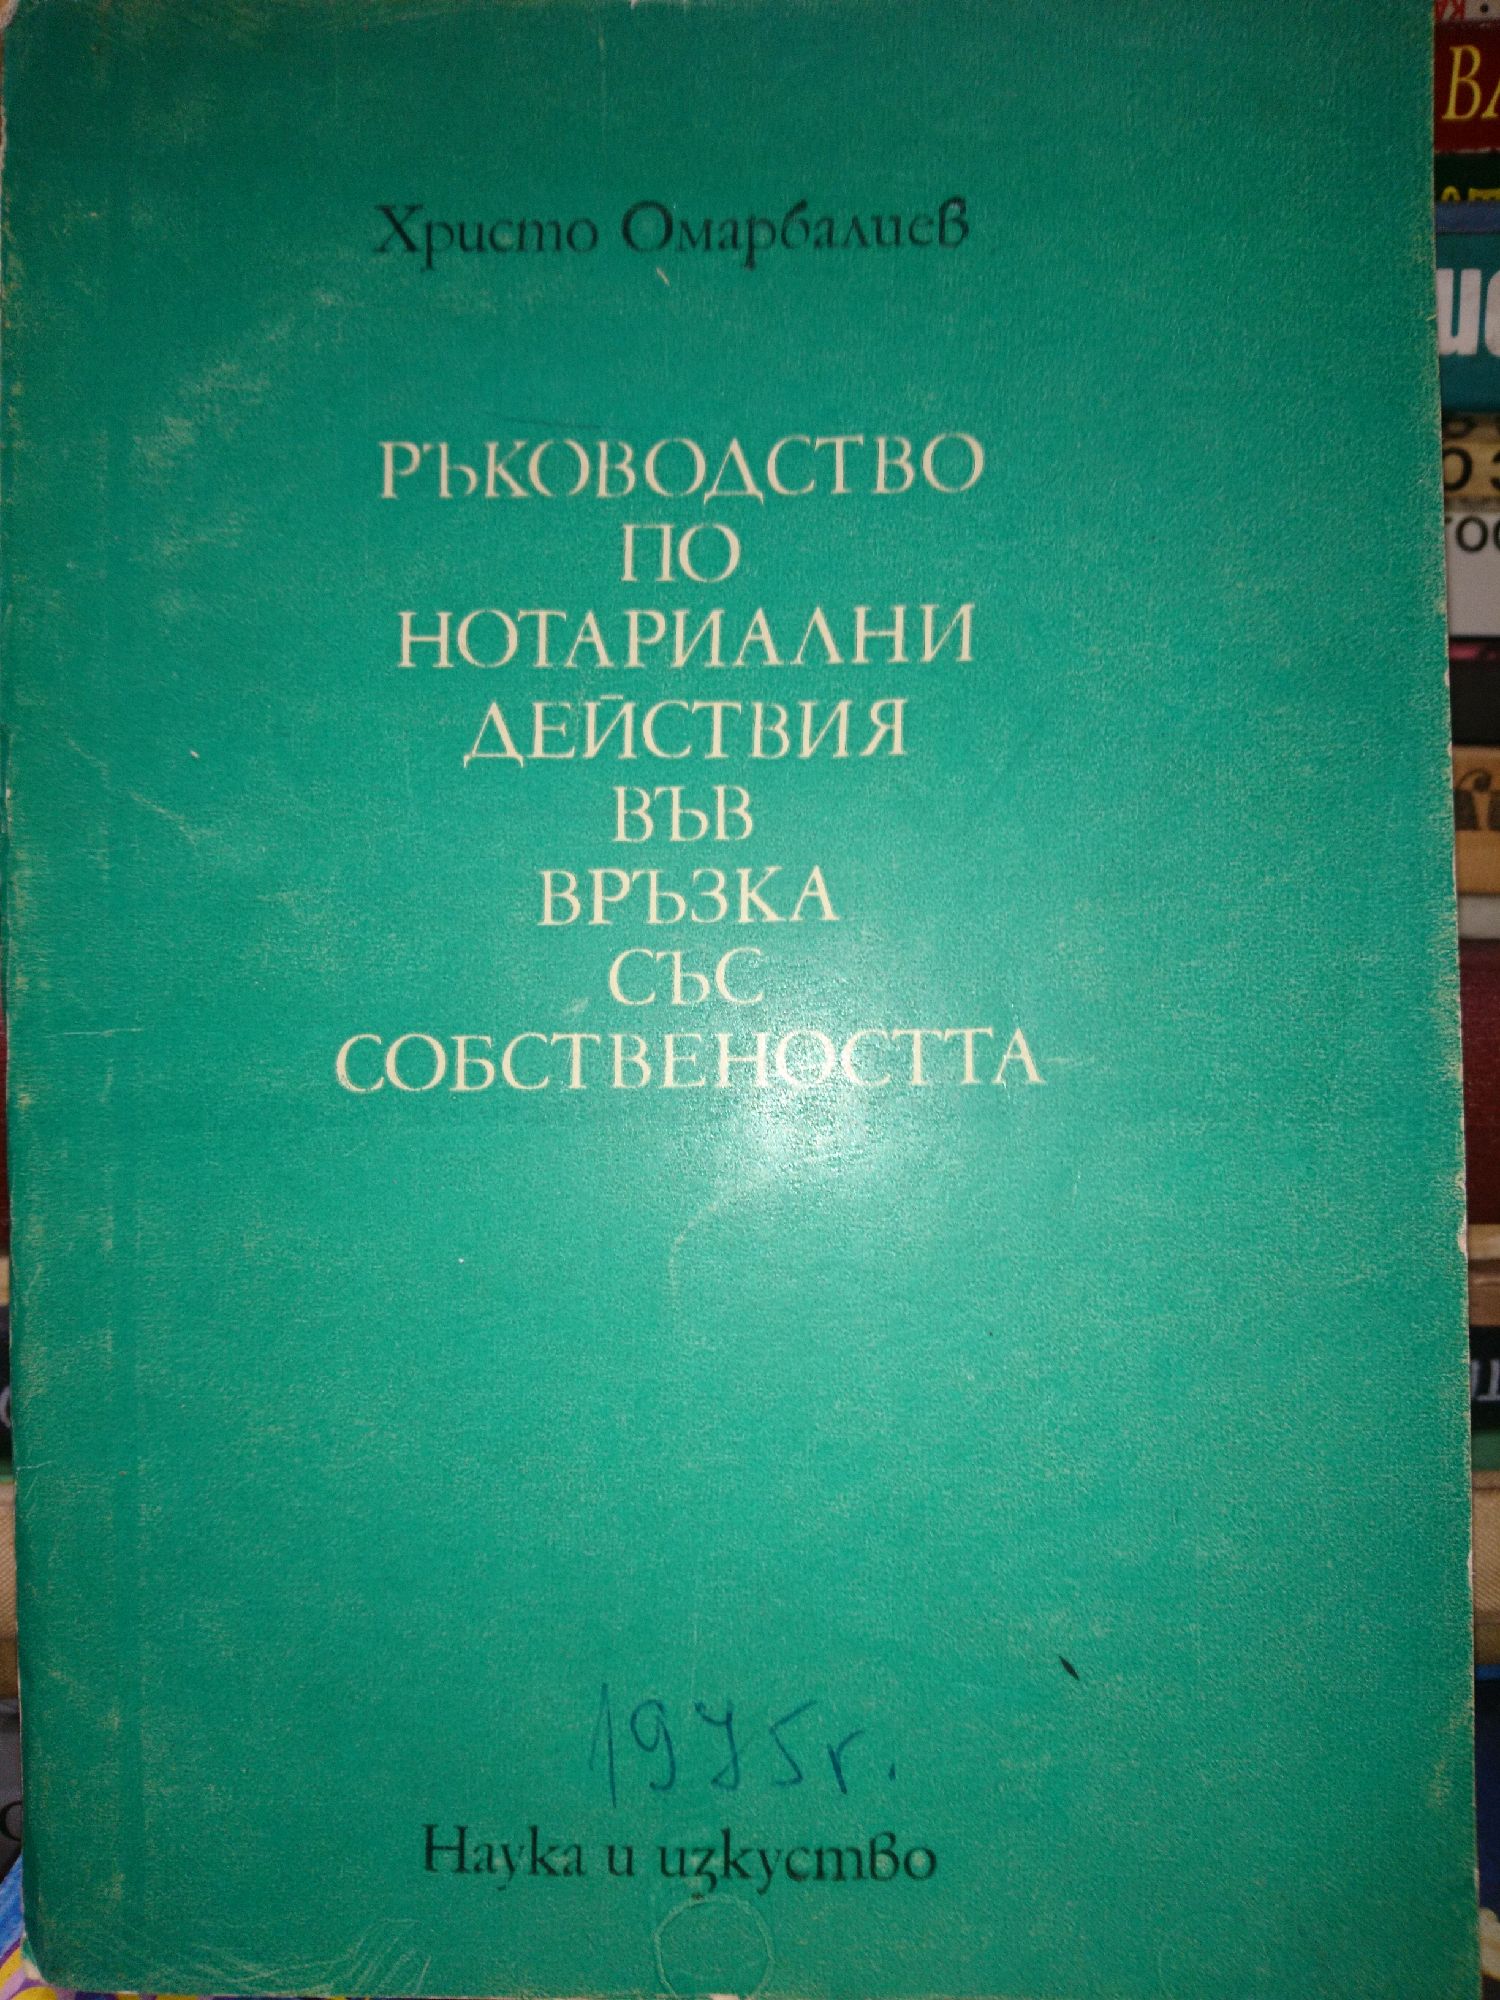 Христо Омарбалиев
РЪКОВОДСТВО
ПО
НОТАРИАЛНИ
ДЕЙСТВИЯ
ВЪВ
ВРЪЗКА
СЪС
СОБСТВЕНОСТТА
1975г.
Наука и изкуство